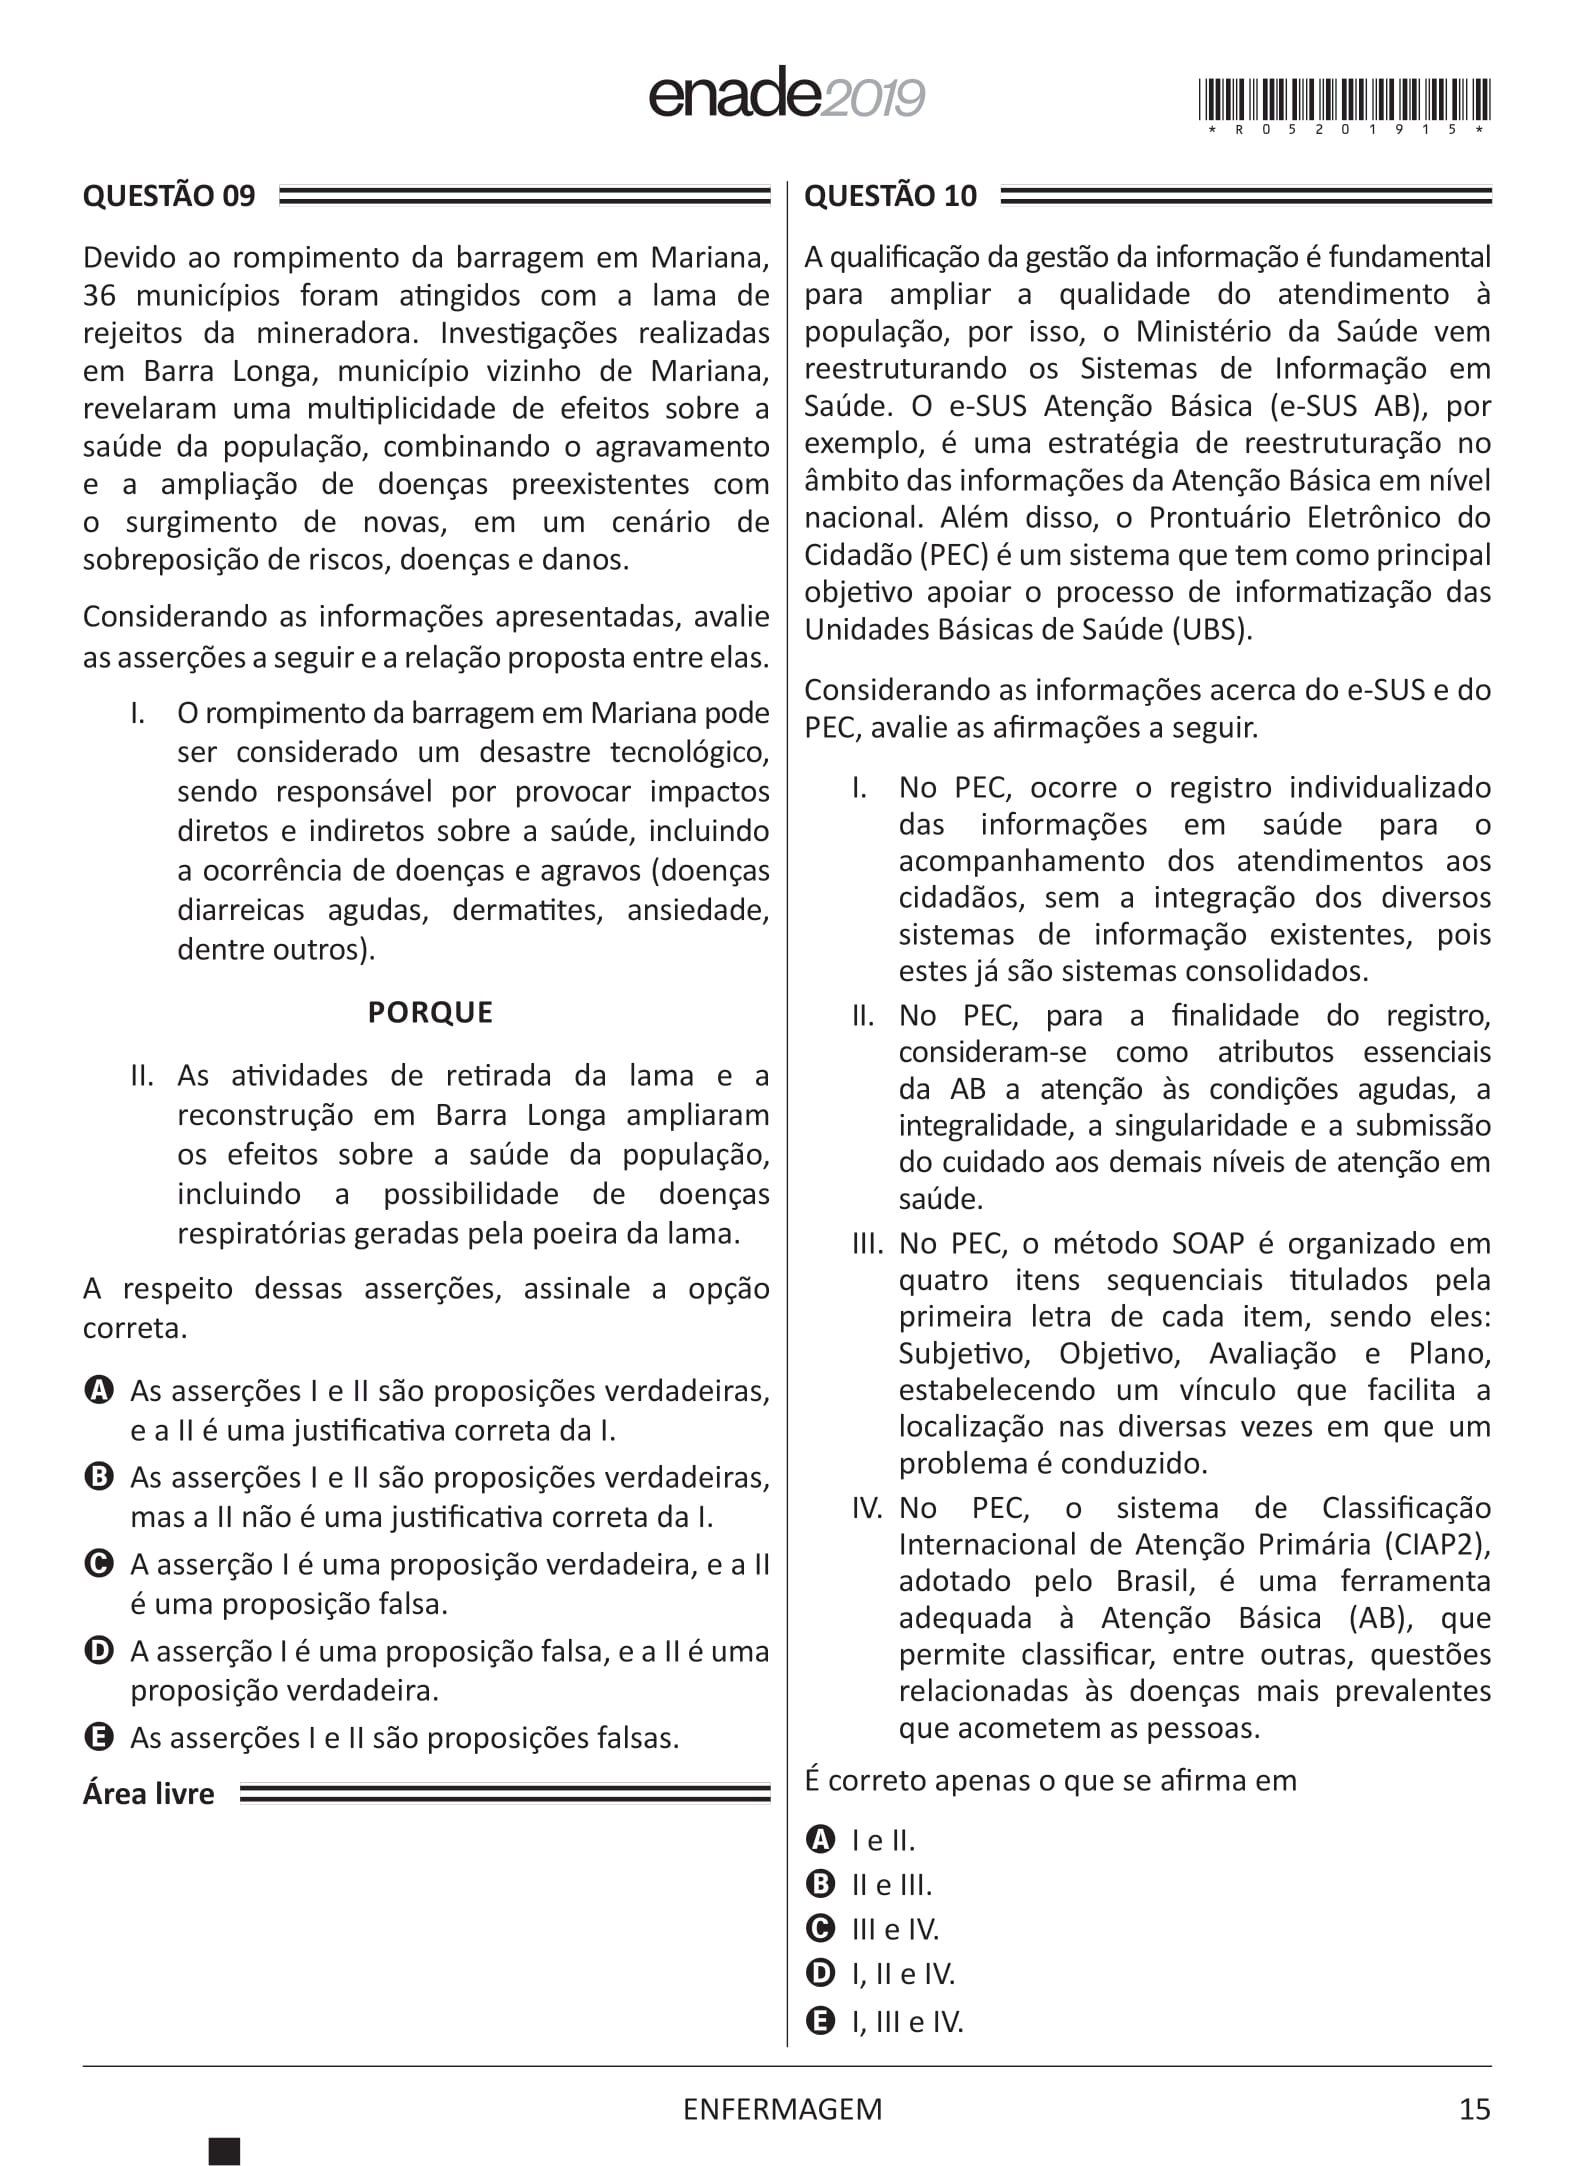 enade2019
*R05201915*
QUESTÃO 09
Devido ao rompimento da barragem em Mariana,
36 municípios foram atingidos com a lama de
rejeitos da mineradora. Investigações realizadas
em Barra Longa, município vizinho de Mariana,
revelaram uma multiplicidade de efeitos sobre a
saúde da população, combinando o agravamento
e a ampliação de doenças preexistentes com
o surgimento de novas, em um cenário de
sobreposição de riscos, doenças e danos.
Considerando as informações apresentadas, avalie
as asserções a seguir e a relação proposta entre elas.
I. O rompimento da barragem em Mariana pode
ser considerado um desastre tecnológico,
sendo responsável por provocar impactos
diretos e indiretos sobre a saúde, incluindo
a ocorrência de doenças e agravos (doenças
diarreicas agudas, dermatites, ansiedade,
dentre outros).
PORQUE
II. As atividades de retirada da lama e a
reconstrução em Barra Longa ampliaram
os efeitos sobre a saúde da população,
incluindo a possibilidade de doenças
respiratórias geradas pela poeira da lama.
A respeito dessas asserções, assinale a opção
correta.
A As asserções I e II são proposições verdadeiras,
e a II é uma justificativa correta da I.
B As asserções I e II são proposições verdadeiras,
mas a II não é uma justificativa correta da I.
C A asserção I é uma proposição verdadeira, e a II
é uma proposição falsa.
D A asserção I é uma proposição falsa, e a II é uma
proposição verdadeira.
E As asserções I e II são proposições falsas.
Área livre
QUESTÃO 10
A qualificação da gestão da informação é fundamental
para ampliar a qualidade do atendimento à
população, por isso, o Ministério da Saúde vem
reestruturando os Sistemas de Informação em
Saúde. O e-SUS Atenção Básica (e-SUS AB), por
exemplo, é uma estratégia de reestruturação no
âmbito das informações da Atenção Básica em nível
nacional. Além disso, o Prontuário Eletrônico do
Cidadão (PEC) é um sistema que tem como principal
objetivo apoiar o processo de informatização das
Unidades Básicas de Saúde (UBS).
Considerando as informações acerca do e-SUS e do
PEC, avalie as afirmações a seguir.
I. No PEC, ocorre o registro individualizado
das informações em saúde para o
acompanhamento dos atendimentos aos
cidadãos, sem a integração dos diversos
sistemas de informação existentes, pois
estes já são sistemas consolidados.
II. No PEC, para a finalidade do registro,
consideram-se como atributos essenciais
da AB a atenção às condições agudas, a
integralidade, a singularidade e a submissão
do cuidado aos demais níveis de atenção em
saúde.
III. No PEC, o método SOAP é organizado em
quatro itens sequenciais titulados pela
primeira letra de cada item, sendo eles:
Subjetivo, Objetivo, Avaliação e Plano,
estabelecendo um vínculo que facilita a
localização nas diversas vezes em que um
problema é conduzido.
IV. No PEC, o sistema de Classificação
Internacional de Atenção Primária (CIAP2),
adotado pelo Brasil, é uma ferramenta
adequada à Atenção Básica (AB), que
permite classificar, entre outras, questões
relacionadas às doenças mais prevalentes
que acometem as pessoas.
É correto apenas o que se afirma em
A I e II.
B II e III.
C III e IV.
D I, II e IV.
E I, III e IV.
ENFERMAGEM
15